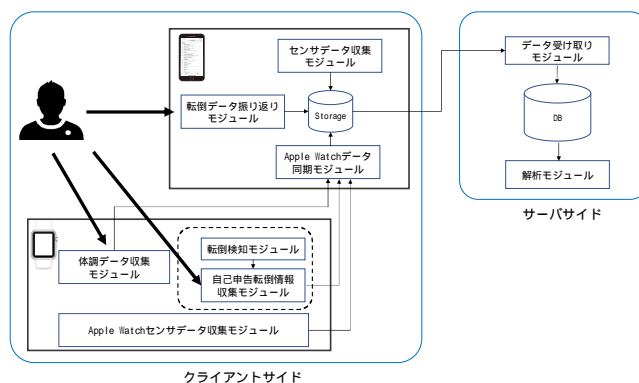 センサデータ収集
モジュール
転倒データ振り返り
モジュール
Storage
Apple Watchデータ
同期モジュール
体調データ収集
モジュール
転倒検知モジュール
自己申告転倒情報
収集モジュール
Apple Watchセンサデータ収集モジュール
クライアントサイド
データ受け取り
モジュール
DB
解析モジュール
サーバサイド